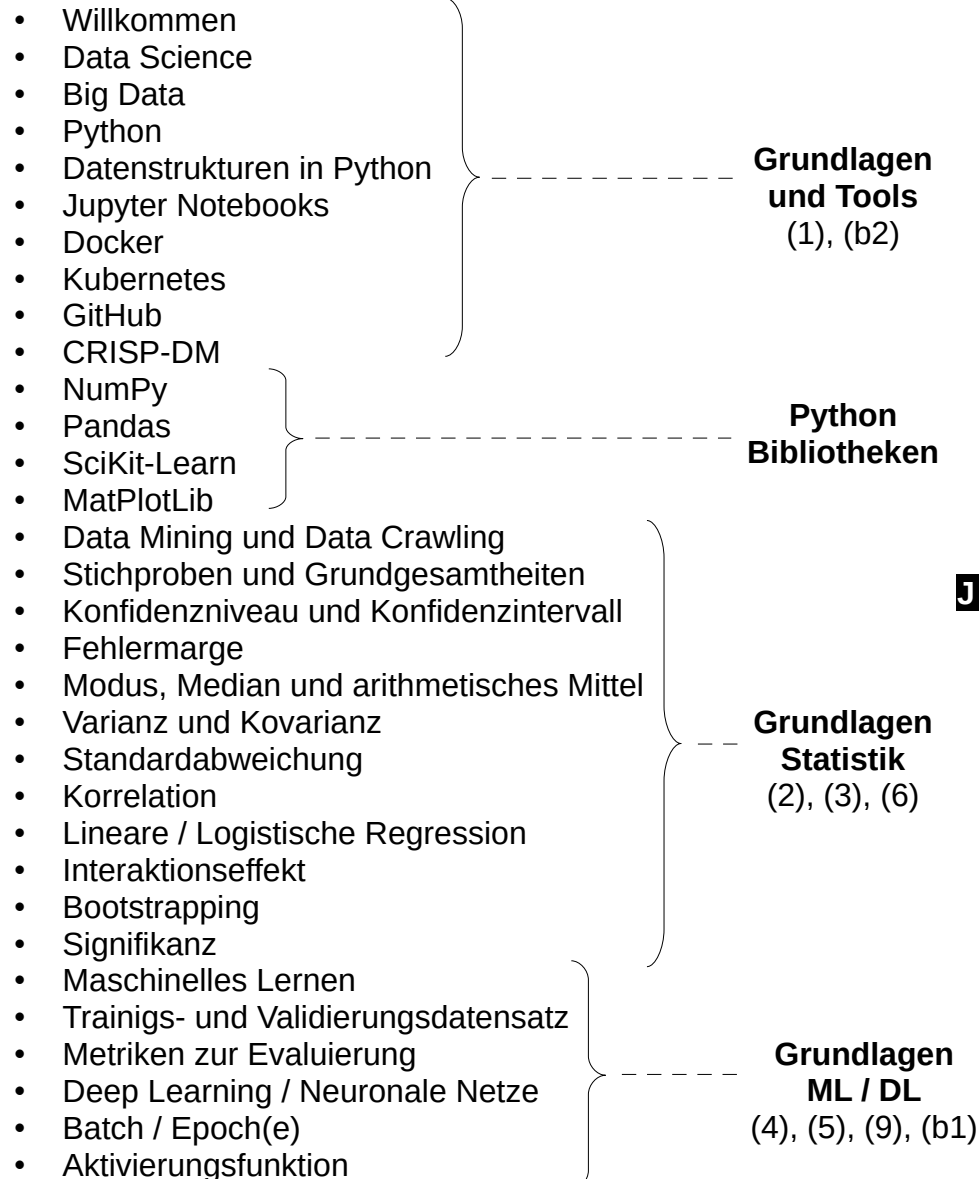 • Willkommen
• Data Science
• Big Data
• Python
• Datenstrukturen in Python
• Jupyter Notebooks
• Docker
• Kubernetes
• GitHub
• CRISP-DM
Grundlagen
und Tools
(1), (b2)
• NumPy
• Pandas
• SciKit-Learn
• MatPlotLib
Python
Bibliotheken
• Data Mining und Data Crawling
• Stichproben und Grundgesamtheiten
• Konfidenzniveau und Konfidenzintervall
• Fehlermarge
• Modus, Median und arithmetisches Mittel
• Varianz und Kovarianz
• Standardabweichung
• Korrelation
• Lineare / Logistische Regression
• Interaktionseffekt
• Bootstrapping
• Signifikanz
Grundlagen
Statistik
(2), (3), (6)
J
• Maschinelles Lernen
• Trainigs- und Validierungsdatensatz
• Metriken zur Evaluierung
• Deep Learning / Neuronale Netze
• Batch / Epoch(e)
• Aktivierungsfunktion
Grundlagen
ML / DL
(4), (5), (9), (b1)